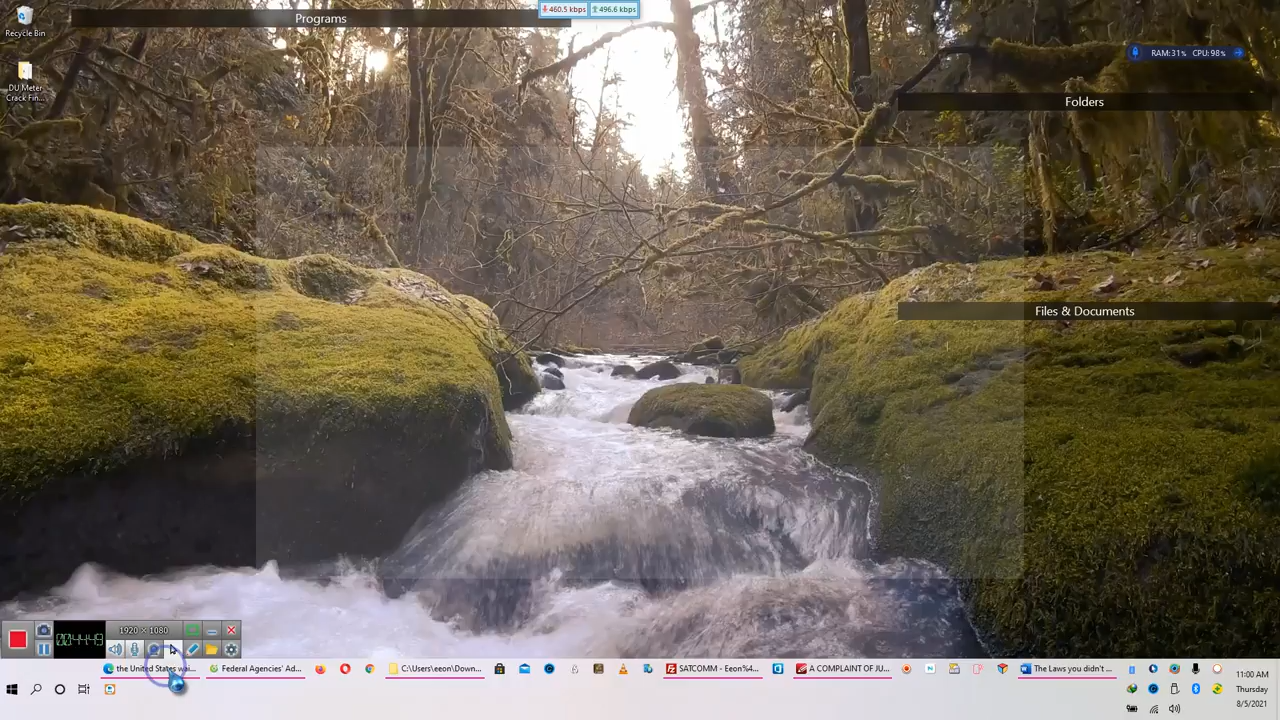 Programs
460.5 kbps 496.6 kbps
Recycle Bin
RAM:31% CPU:98%
DU Meter
Crack Fin...
Folders
Files & Documents
1920 × 1080
the United States wai...
Federal Agencies' Ad...
C:\Users\eeon\Down...
SATCOMM - Eeon%4...
A COMPLAINT OF JU...
The Laws you didn't ...
11:00 AM
Thursday
8/5/2021